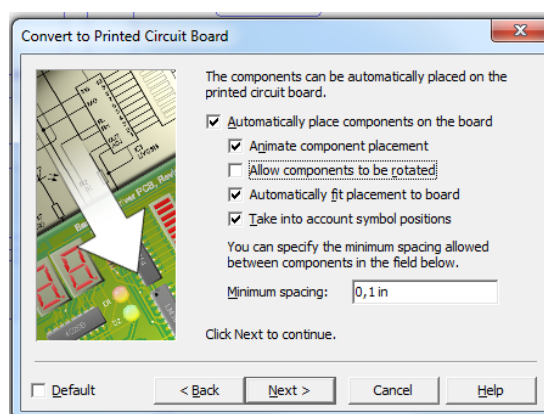 Convert to Printed Circuit Board
The components can be automatically placed on the
printed circuit board.
Automatically place components on the board
Animate component placement
Allow components to be rotated
Automatically fit placement to board
Take into account symbol positions
You can specify the minimum spacing allowed
between components in the field below.
Minimum spacing: 0,1 in
Click Next to continue.
Default
< Back
Next >
Cancel
Help